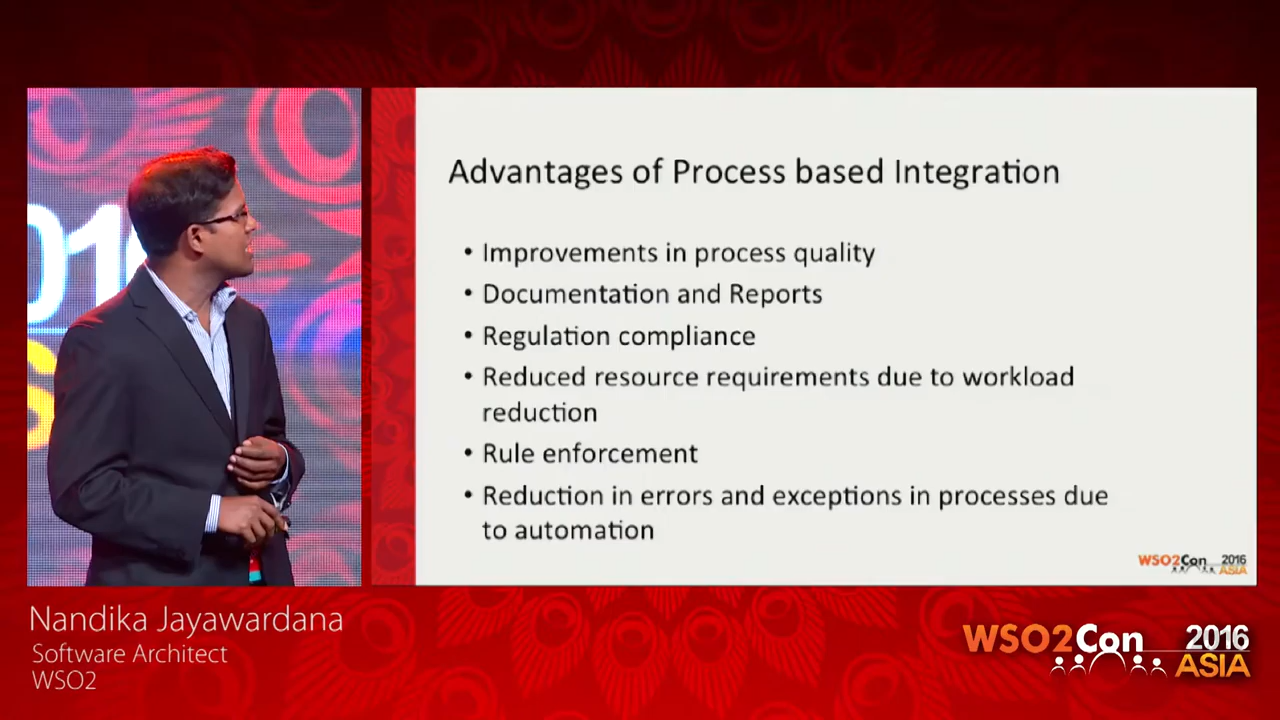 Advantages of Process based Integration
• Improvements in process quality
• Documentation and Reports
• Regulation compliance
• Reduced resource requirements due to workload
reduction
• Rule enforcement
• Reduction in errors and exceptions in processes due
to automation
WSO2Con 2016
ASIA
01
S
Nandika Jayawardana
Software Architect
WSO2
WSO2Con 2016
ASIA